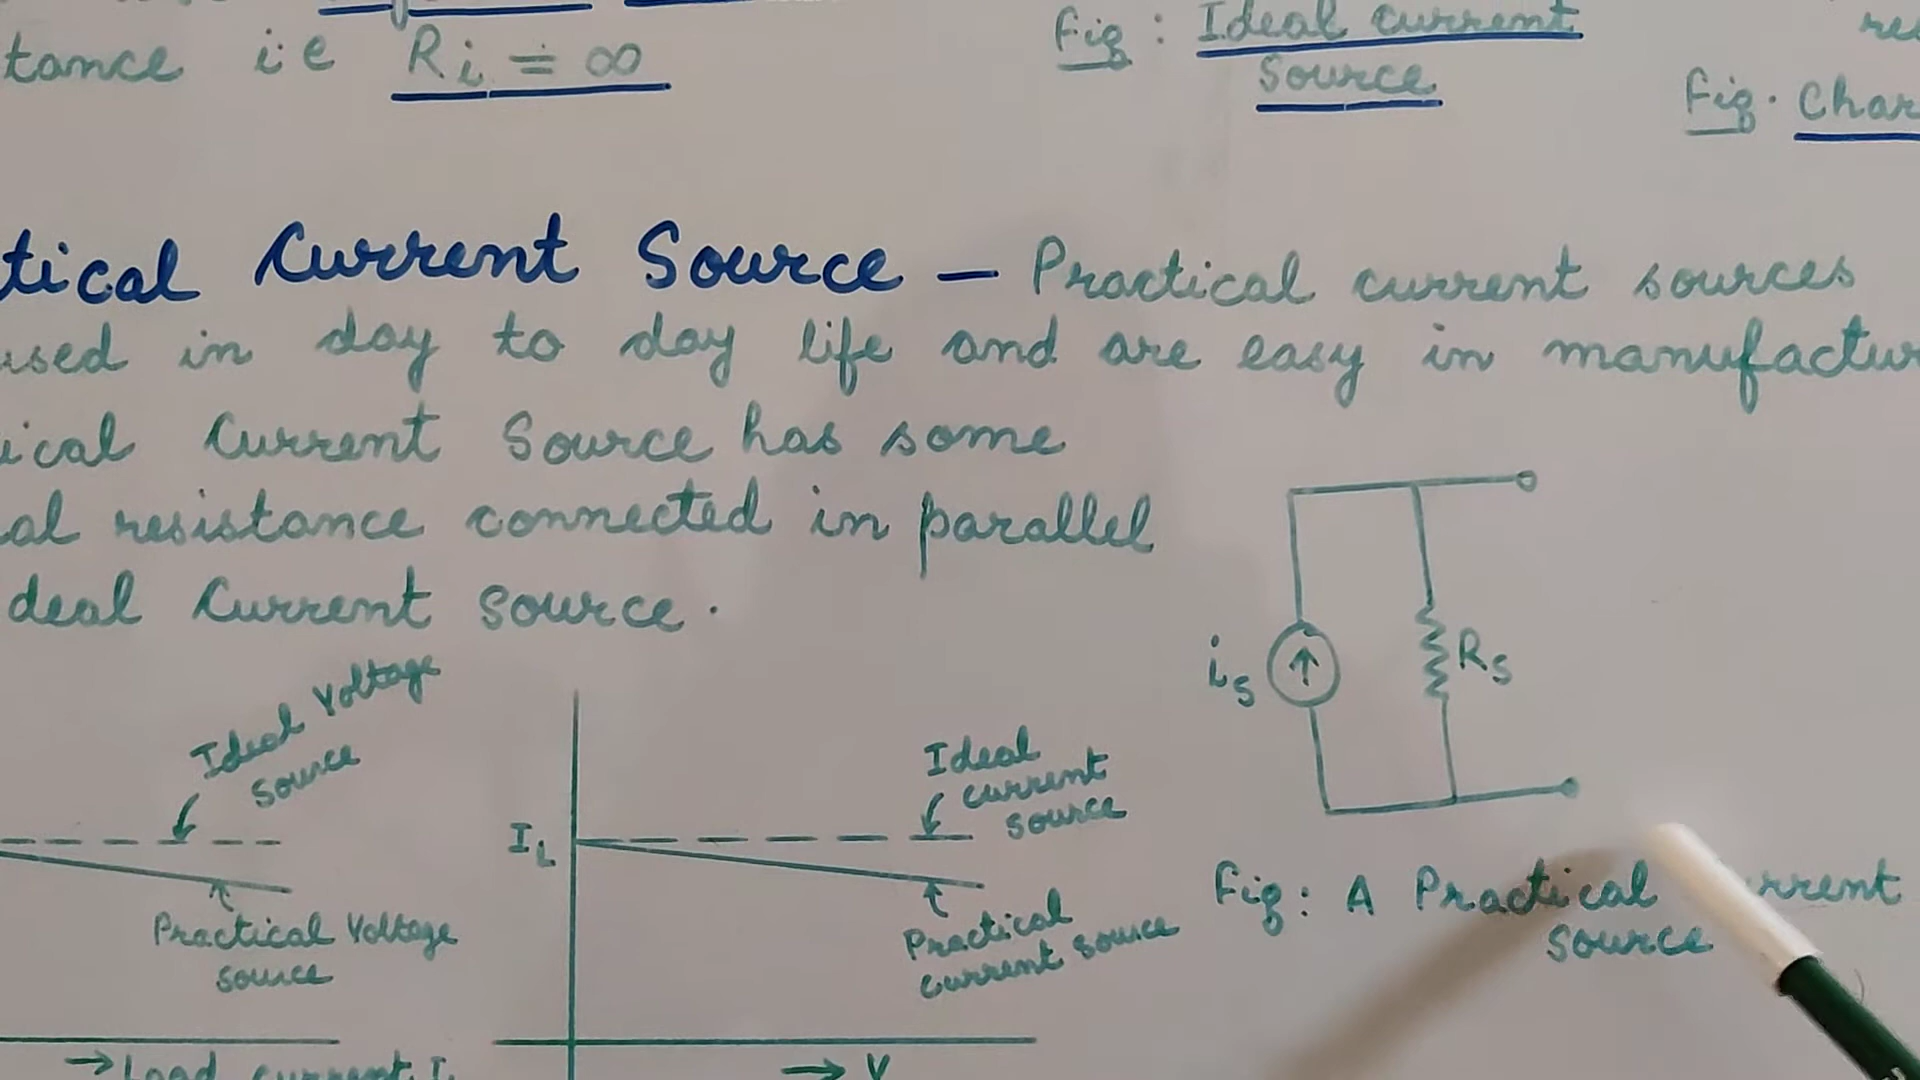 tance ie Ri = ∞
Fig: Ideal current
Source
Fig. Char
tical Current Source — Practical current sources
used in day to day life and are easy in manufactur
ical Current Source has some
al resistance connected in parallel
deal Current source.
Ideal Voltage
source
Practical Voltage
source
→ Load current I
IL
Ideal
current
source
Practical
current source
→ V
is
Rs
Fig: A Practical
source